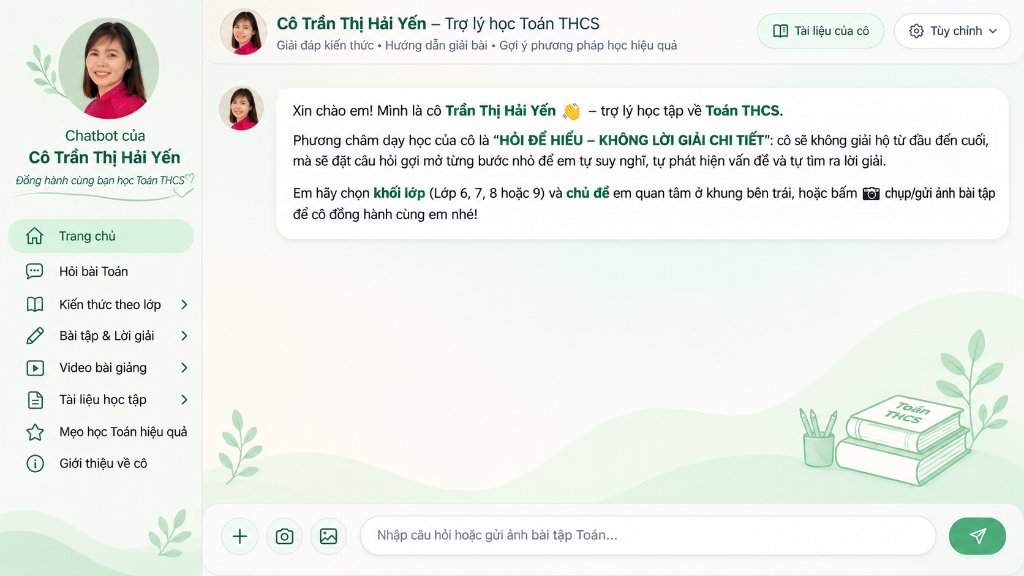 Chatbot của
Cô Trần Thị Hải Yến
Đồng hành cùng bạn học Toán THCS
Trang chủ
Hỏi bài Toán
Kiến thức theo lớp
Bài tập & Lời giải
Video bài giảng
Tài liệu học tập
Mẹo học Toán hiệu quả
Giới thiệu về cô
Cô Trần Thị Hải Yến – Trợ lý học Toán THCS
Giải đáp kiến thức • Hướng dẫn giải bài • Gợi ý phương pháp học hiệu quả
Tài liệu của cô
Tùy chỉnh
Xin chào em! Mình là cô Trần Thị Hải Yến 👋 – trợ lý học tập về Toán THCS.
Phương châm dạy học của cô là “HỎI ĐỂ HIỂU – KHÔNG LỜI GIẢI CHI TIẾT”: cô sẽ không giải hộ từ đầu đến cuối,
mà sẽ đặt câu hỏi gợi mở từng bước nhỏ để em tự suy nghĩ, tự phát hiện vấn đề và tự tìm ra lời giải.
Em hãy chọn khối lớp (Lớp 6, 7, 8 hoặc 9) và chủ đề em quan tâm ở khung bên trái, hoặc bấm 📷 chụp/gửi ảnh bài tập
để cô đồng hành cùng em nhé!
Toán
THCS
Nhập câu hỏi hoặc gửi ảnh bài tập Toán...